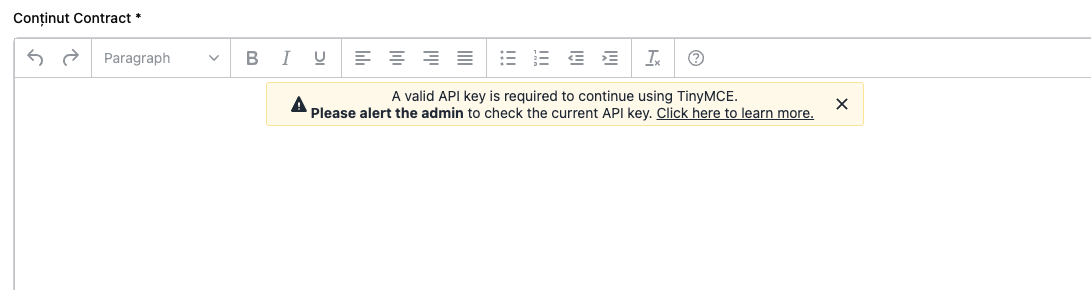 Conținut Contract *
Paragraph
B I U
A valid API key is required to continue using TinyMCE.
Please alert the admin to check the current API key. Click here to learn more.